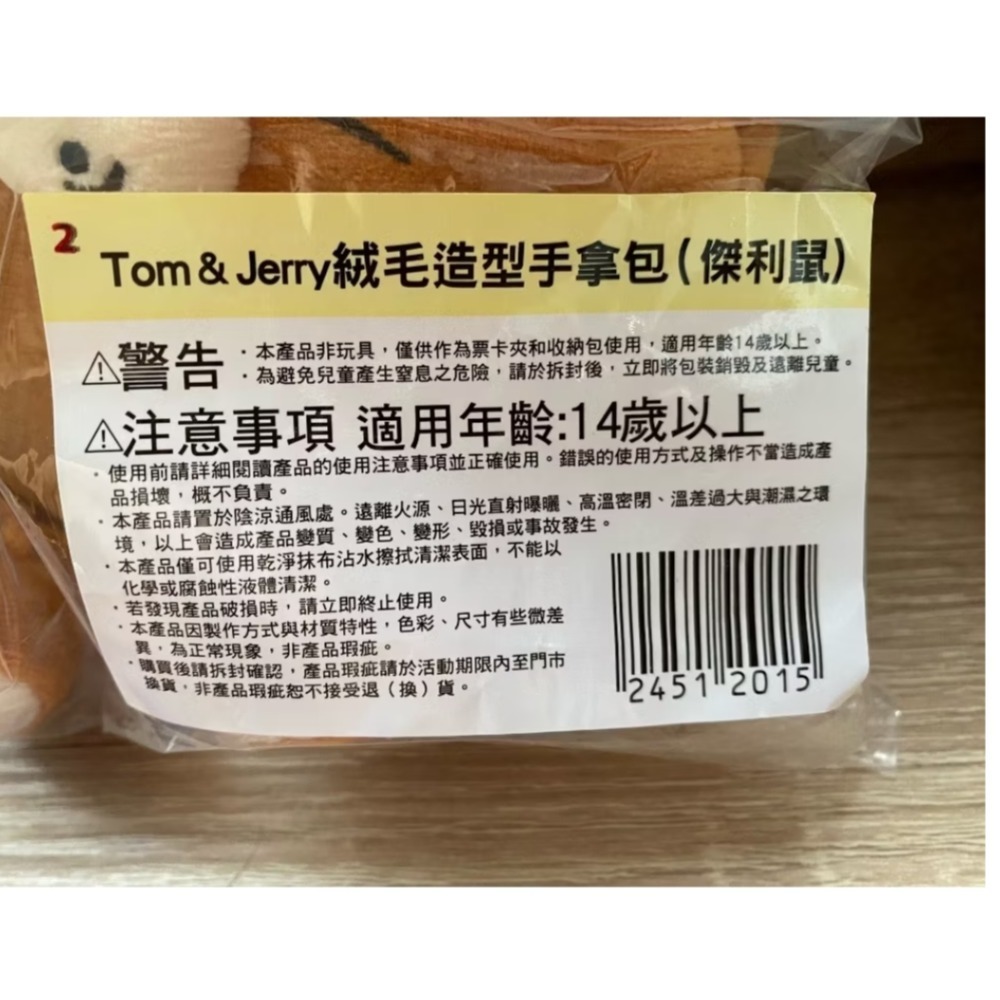 2
Tom & Jerry絨毛造型手拿包(傑利鼠)
⚠警告
・本產品非玩具，僅供作為票卡夾和收納包使用，適用年齡14歲以上。
・為避免兒童產生窒息之危險，請於拆封後，立即將包裝銷毀及遠離兒童。
⚠注意事項 適用年齡:14歲以上
・使用前請詳細閱讀產品的使用注意事項並正確使用。錯誤的使用方式及操作不當造成產
品損壞，概不負責。
・本產品請置於陰涼通風處。遠離火源、日光直射曝曬、高溫密閉、溫差過大與潮濕之環
境，以上會造成產品變質、變色、變形、毀損或事故發生。
・本產品僅可使用乾淨抹布沾水擦拭清潔表面，不能以
化學或腐蝕性液體清潔。
・若發現產品破損時，請立即終止使用。
・本產品因製作方式與材質特性，色彩、尺寸有些微差
異，為正常現象，非產品瑕疵。
・購買後請拆封確認，產品瑕疵請於活動期限內至門市
換貨，非產品瑕疵恕不接受退（換）貨。
2451 2015